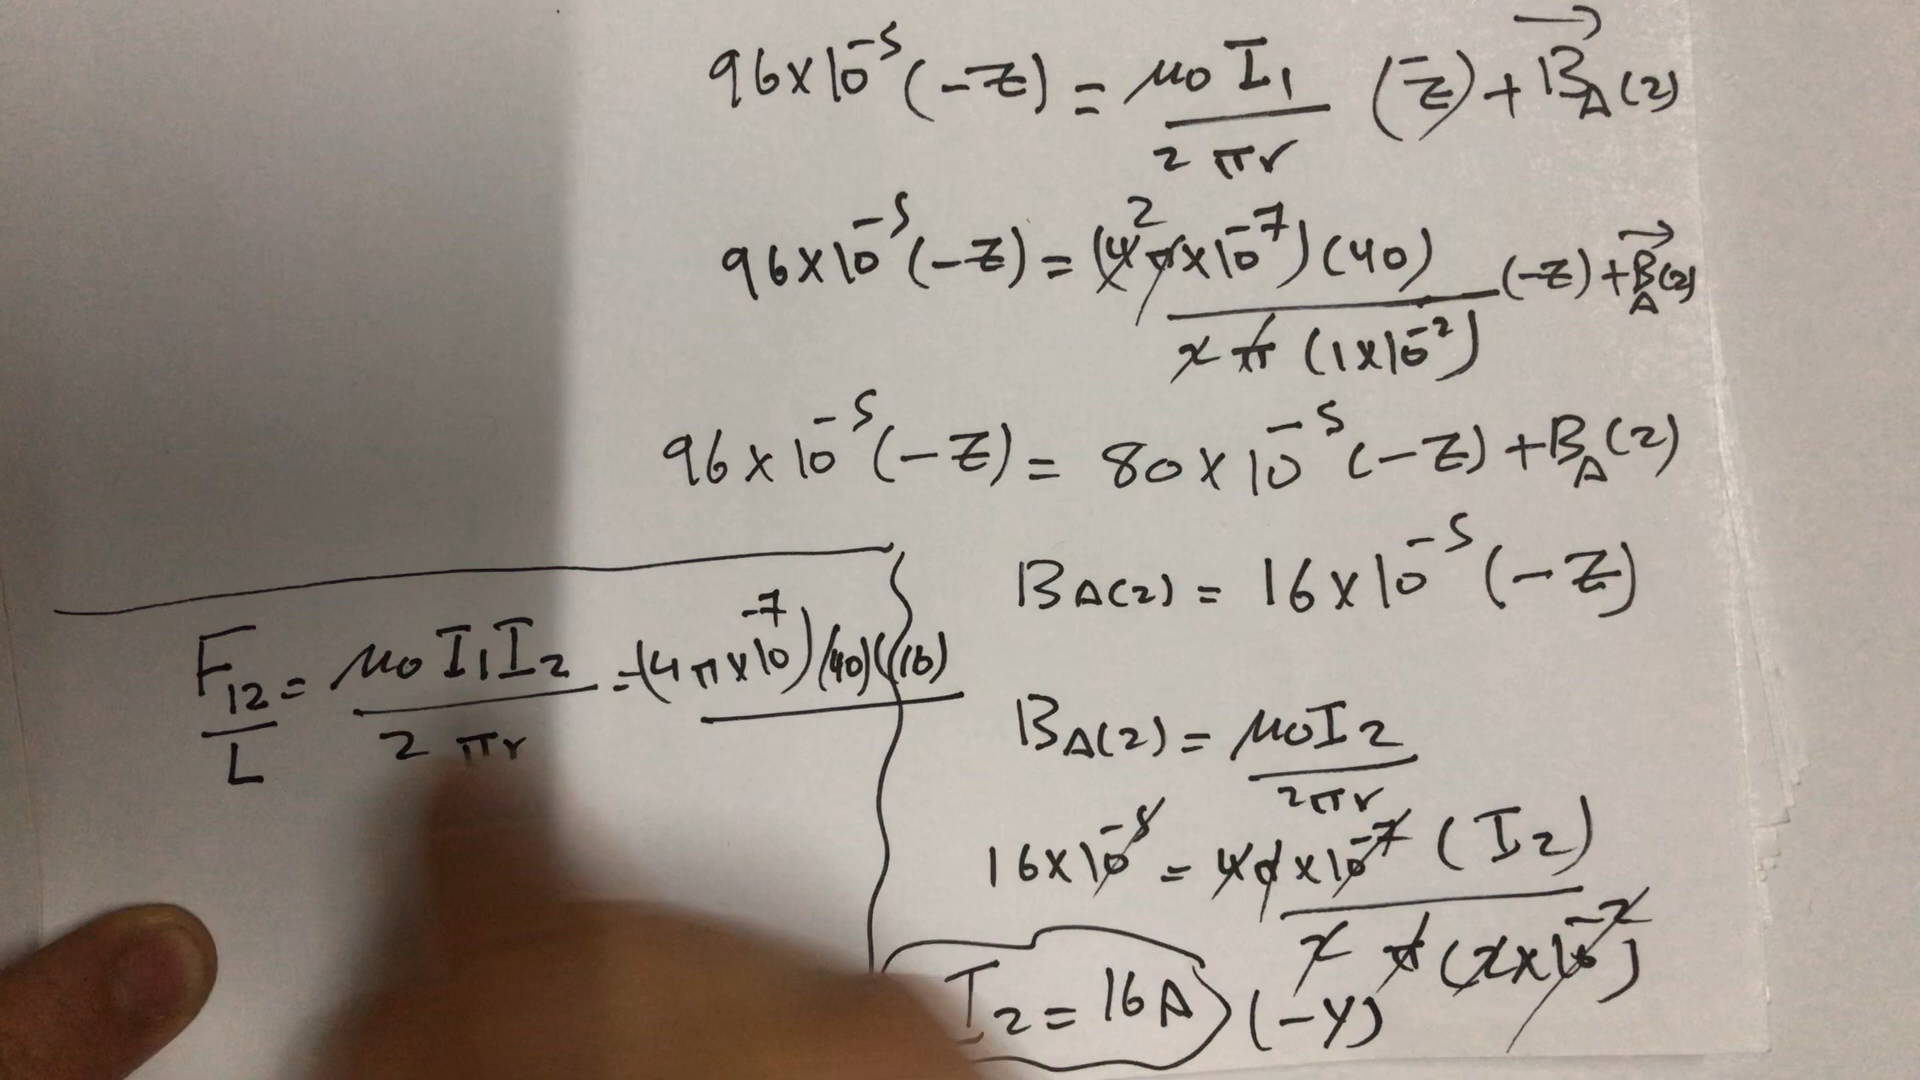 96×10⁻⁵(-z) = μ₀I₁/2πr (-z) + B⃗_A(2)
96×10⁻⁵(-z) = (4π×10⁻⁷)(40)/2π(1×10⁻²) (-z) + B⃗_A(2)
96×10⁻⁵(-z) = 80×10⁻⁵(-z) + B_A(2)
B_A(2) = 16×10⁻⁵(-z)
B_A(2) = μ₀I₂/2πr
16×10⁻⁵ = 4π×10⁻⁷(I₂)/2π(2×10⁻²)
I₂ = 16A (-y)
F₁₂/L = μ₀I₁I₂/2πr = (4π×10⁻⁷)(40)(16)